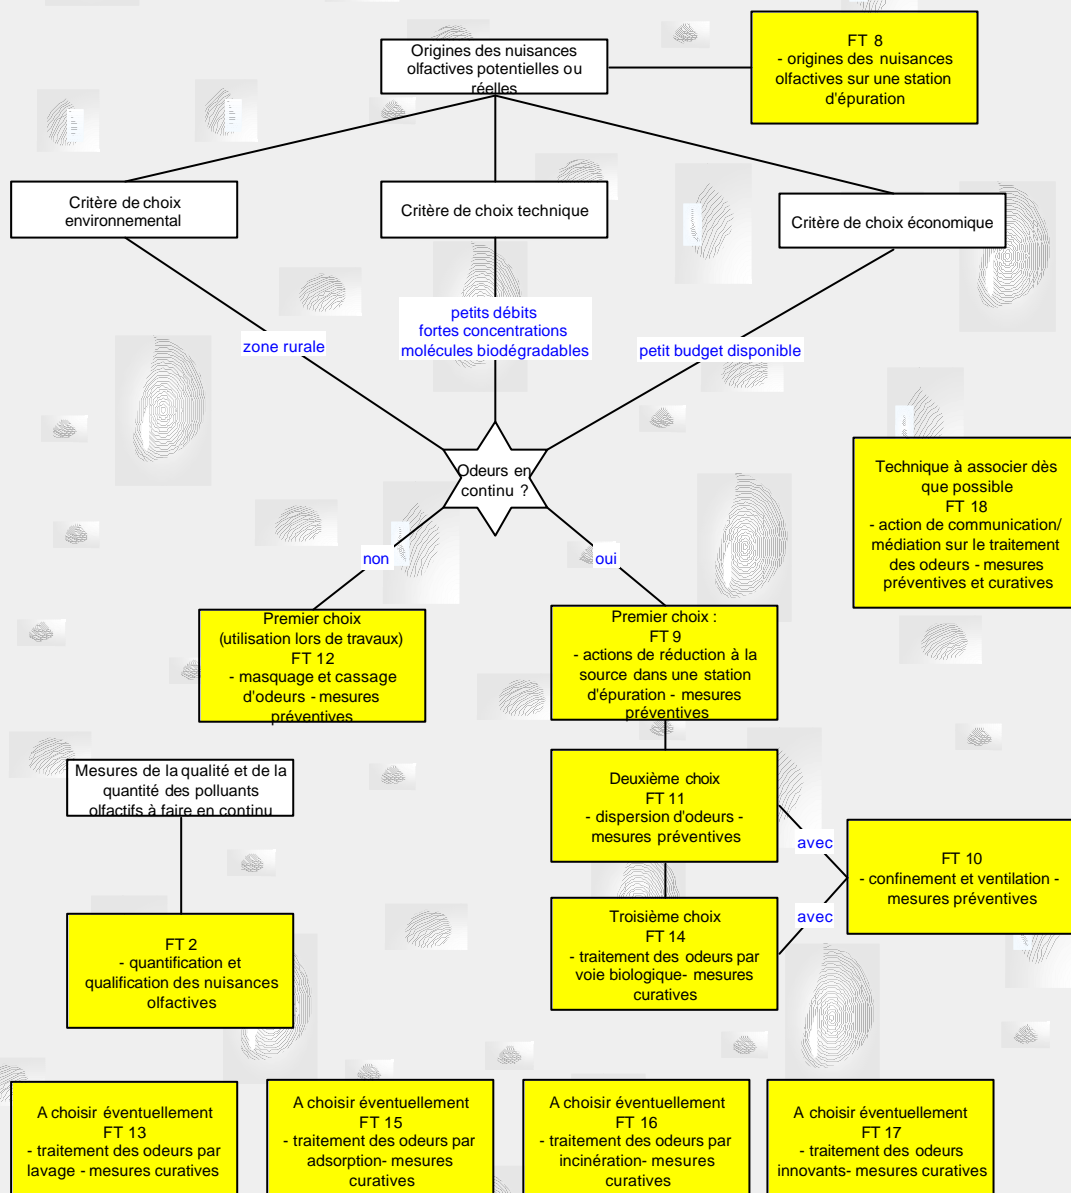 Origines des nuisances
olfactives potentielles ou
réelles
FT 8
- origines des nuisances
olfactives sur une station
d'épuration
Critère de choix
environnemental
Critère de choix technique
Critère de choix économique
petits débits
fortes concentrations
molécules biodégradables
zone rurale
petit budget disponible
Odeurs en
continu ?
Technique à associer dès
que possible
FT 18
- action de communication/
médiation sur le traitement
des odeurs - mesures
préventives et curatives
non
oui
Premier choix
(utilisation lors de travaux)
FT 12
- masquage et cassage
d'odeurs - mesures
préventives
Premier choix :
FT 9
- actions de réduction à la
source dans une station
d'épuration - mesures
préventives
Mesures de la qualité et de la
quantité des polluants
olfactifs à faire en continu
Deuxième choix
FT 11
- dispersion d'odeurs -
mesures préventives
avec
FT 10
- confinement et ventilation -
mesures préventives
avec
Troisième choix
FT 14
- traitement des odeurs par
voie biologique- mesures
curatives
FT 2
- quantification et
qualification des nuisances
olfactives
A choisir éventuellement
FT 13
- traitement des odeurs par
lavage - mesures curatives
A choisir éventuellement
FT 15
- traitement des odeurs par
adsorption- mesures
curatives
A choisir éventuellement
FT 16
- traitement des odeurs par
incinération- mesures
curatives
A choisir éventuellement
FT 17
- traitement des odeurs
innovants- mesures curatives